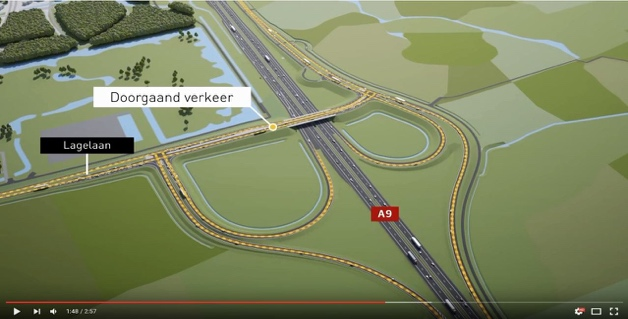 Doorgaand verkeer
Lagelaan
A9
1:48 / 2:57